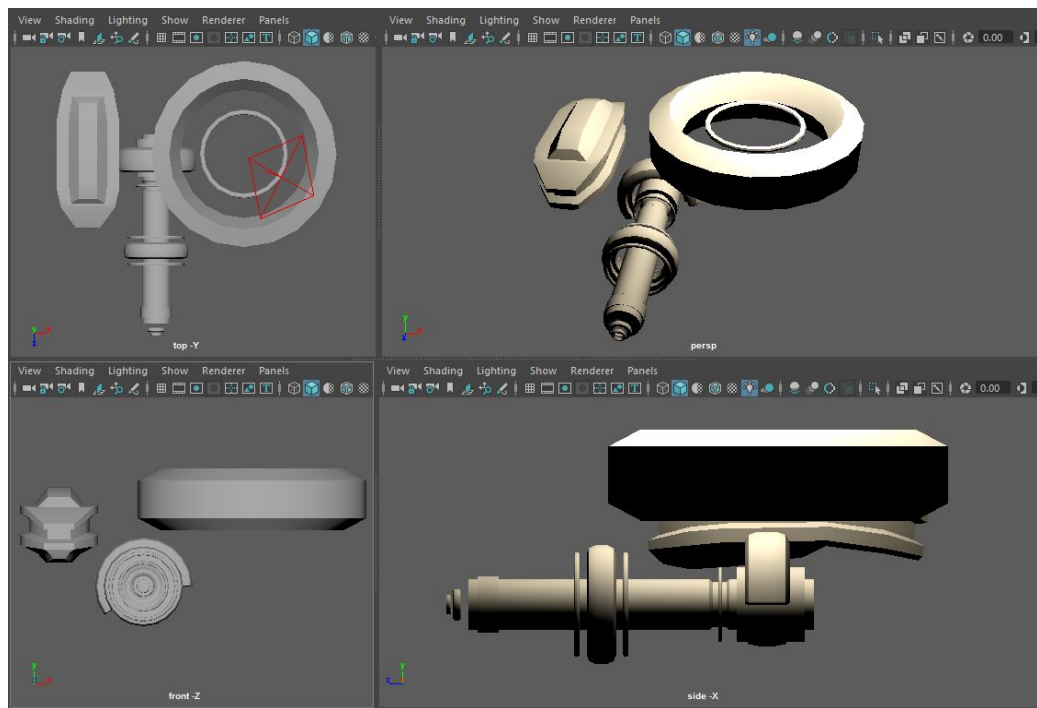 View Shading Lighting Show Renderer Panels
View Shading Lighting Show Renderer Panels
0.00
y
x
z
top -Y
y
x
z
persp
View Shading Lighting Show Renderer Panels
View Shading Lighting Show Renderer Panels
0.00
y
x
front -Z
y
z
side -X